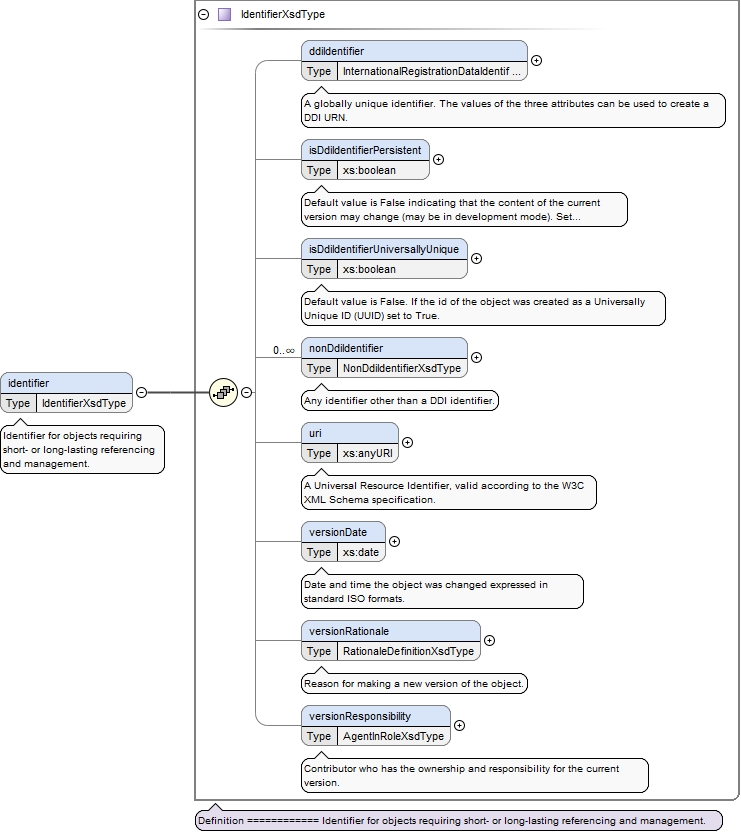 IdentifierXsdType
ddiIdentifier
Type InternationalRegistrationDataIdentif ...
A globally unique identifier. The values of the three attributes can be used to create a
DDI URN.
isDdiIdentifierPersistent
Type xs:boolean
Default value is False indicating that the content of the current
version may change (may be in development mode). Set...
isDdiIdentifierUniversallyUnique
Type xs:boolean
Default value is False. If the id of the object was created as a Universally
Unique ID (UUID) set to True.
0..∞
nonDdiIdentifier
Type NonDdiIdentifierXsdType
Any identifier other than a DDI identifier.
identifier
Type IdentifierXsdType
Identifier for objects requiring
short- or long-lasting referencing
and management.
uri
Type xs:anyURI
A Universal Resource Identifier, valid according to the W3C
XML Schema specification.
versionDate
Type xs:date
Date and time the object was changed expressed in
standard ISO formats.
versionRationale
Type RationaleDefinitionXsdType
Reason for making a new version of the object.
versionResponsibility
Type AgentInRoleXsdType
Contributor who has the ownership and responsibility for the current
version.
Definition ============ Identifier for objects requiring short- or long-lasting referencing and management.